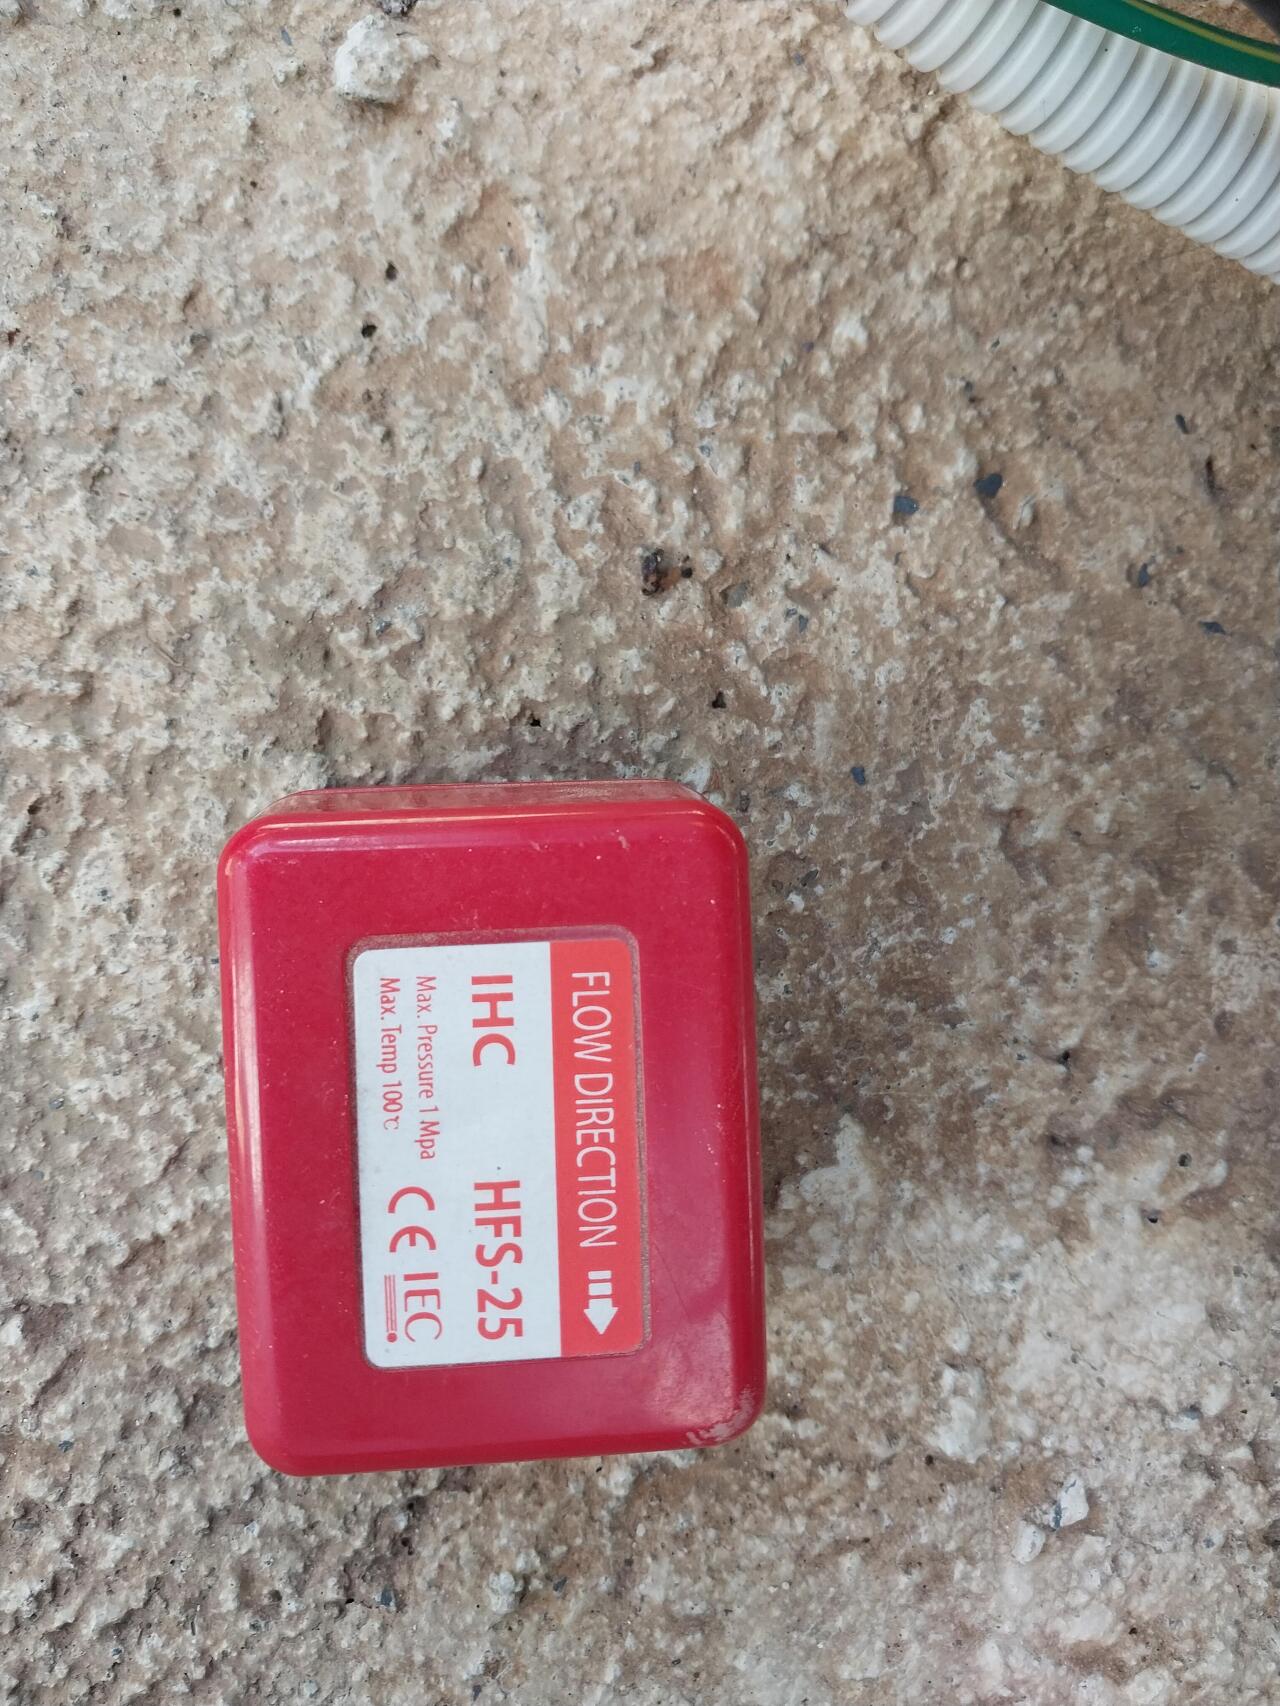 FLOW DIRECTION
IHC HFS-25
Max. Pressure 1 Mpa
Max. Temp 100℃
CE IEC